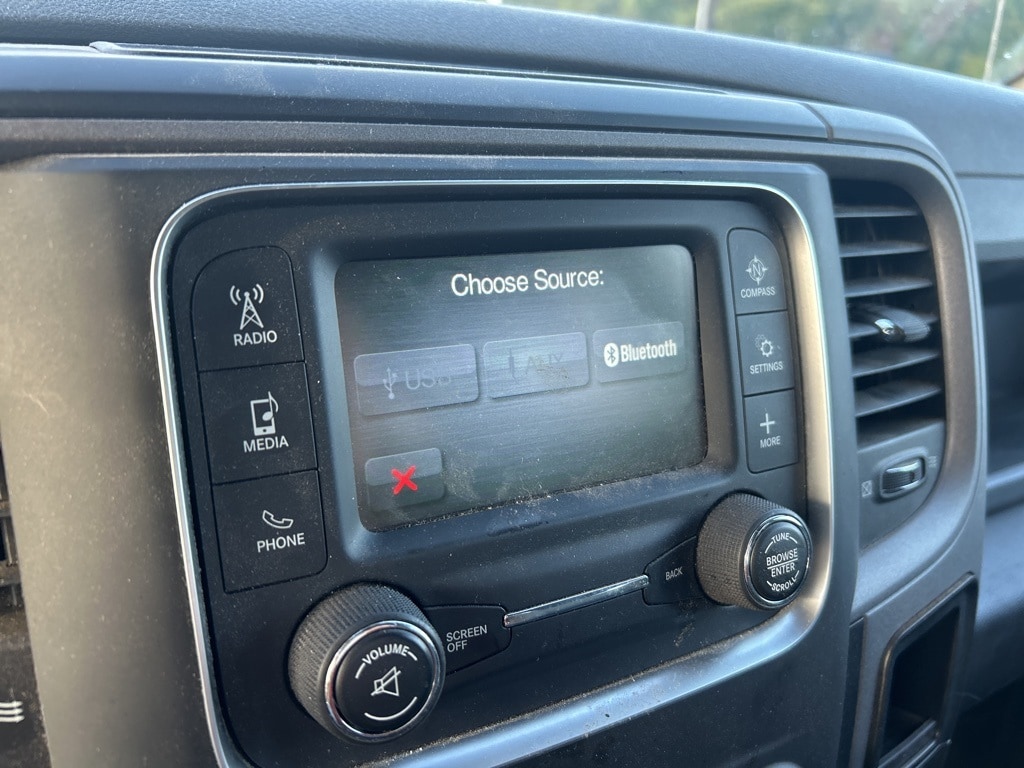 Choose Source:
USB
AUX
Bluetooth
RADIO
MEDIA
PHONE
N
COMPASS
SETTINGS
MORE
VOLUME
SCREEN
OFF
BACK
TUNE
BROWSE
ENTER
SCROLL